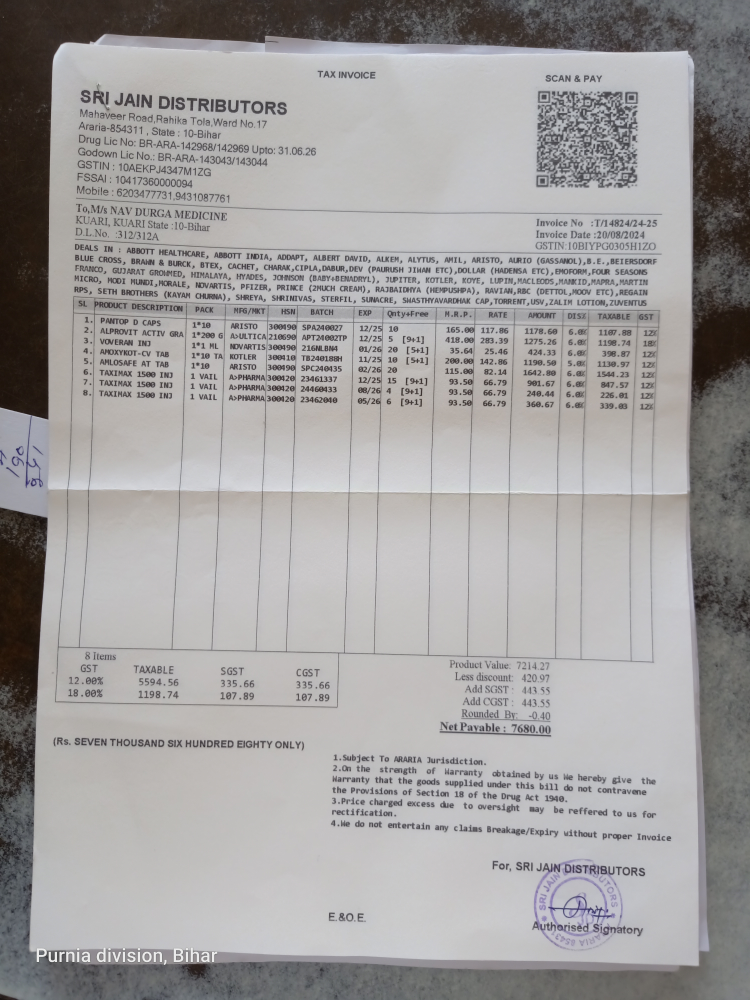 TAX INVOICE
SCAN & PAY
SRI JAIN DISTRIBUTORS
Mahaveer Road,Rahika Tola,Ward No.17
Araria-854311 , State : 10-Bihar
Drug Lic No: BR-ARA-142968/142969 Upto: 31.06.26
Godown Lic No.: BR-ARA-143043/143044
GSTIN : 10AEKPJ4347M1ZG
FSSAI : 10417360000094
Mobile : 6203477731,9431087761
To,M/s NAV DURGA MEDICINE
KUARI, KUARI State :10-Bihar
D.L.No. :312/312A
Invoice No :T/14824/24-25
Invoice Date :20/08/2024
GSTIN:10BIYPG0305H1ZO
DEALS IN : ABBOTT HEALTHCARE, ABBOTT INDIA, ADDAPT, ALBERT DAVID, ALKEM, ALYTUS, AMIL, ARISTO, AURIO (GASSANOL),B.E.,BEIERSDORF
BLUE CROSS, BRAWN & BURCK, BTEX, CACHET, CHARAK,CIPLA,DABUR,DEV (PAURUSH JIWAN ETC),DOLLAR (HADENSA ETC),EMOFORM,FOUR SEASONS
FRANCO, GUJARAT GROWMED, HIMALAYA, HYADES, JOHNSON (BABY+BENADRYL), JUPITER, KOTLER, KOYE, LUPIN,MACLEODS,MANKIND,MAPRA,MARTIN
MICRO, MODI MUNDI,MORALE, NOVARTIS, PFIZER, PRINCE (2MUCH CREAM), RAJBAIDHYA (HEMPUSHPA), RAVIAN,RBC (DETTOL,MOOV ETC),REGAIN
RPS, SETH BROTHERS (KAYAM CHURNA), SHREYA, SHRINIVAS, STERFIL, SUNACRE, SWASTHYAVARDHAK CAP,TORRENT,USV,ZALIM LOTION,ZUVENTUS
SL PRODUCT DESCRIPTION PACK MFG/MKT HSN BATCH EXP Qnty+Free M.R.P. RATE AMOUNT DIS% TAXABLE GST
1. PANTOP D CAPS 1*10 ARISTO 300490 SPA240027 12/25 10 165.00 117.86 1178.60 6.0% 1107.88 12%
2. ALPROVIT ACTIV GRA 1*200 G A>ULTICA 210690 APT24002TP 12/25 5 [9+1] 418.00 283.39 1275.26 6.0% 1198.74 18%
3. VOVERAN INJ 1*1 ML NOVARTIS 300490 216NLBN4 01/26 20 [5+1] 35.64 25.46 424.33 6.0% 398.87 12%
4. AMOXYKOT-CV TAB 1*10 TA KOTLER 300410 TB240188H 11/25 10 [5+1] 200.00 142.86 1190.50 5.0% 1130.97 12%
5. AMLOSAFE AT TAB 1*10 ARISTO 300490 SPC240435 02/26 20 115.00 82.14 1642.80 6.0% 1544.23 12%
6. TAXIMAX 1500 INJ 1 VAIL A>PHARMA 300420 23461337 12/25 15 [9+1] 93.50 66.79 901.67 6.0% 847.57 12%
7. TAXIMAX 1500 INJ 1 VAIL A>PHARMA 300420 24460433 08/26 4 [9+1] 93.50 66.79 240.44 6.0% 226.01 12%
8. TAXIMAX 1500 INJ 1 VAIL A>PHARMA 300420 23462040 05/26 6 [9+1] 93.50 66.79 360.67 6.0% 339.03 12%
8 Items
GST TAXABLE SGST CGST
12.00% 5594.56 335.66 335.66
18.00% 1198.74 107.89 107.89
Product Value: 7214.27
Less discount: 420.97
Add SGST : 443.55
Add CGST : 443.55
Rounded By: -0.40
Net Payable : 7680.00
(Rs. SEVEN THOUSAND SIX HUNDRED EIGHTY ONLY)
1.Subject To ARARIA Jurisdiction.
2.On the strength of Warranty obtained by us We hereby give the
Warranty that the goods supplied under this bill do not contravene
the Provisions of Section 18 of the Drug Act 1940.
3.Price charged excess due to oversight may be reffered to us for
rectification.
4.We do not entertain any claims Breakage/Expiry without proper Invoice
For, SRI JAIN DISTRIBUTORS
SRI JAIN DISTRIBUTORS
Authorised Signatory
E.&O.E.
Purnia division, Bihar